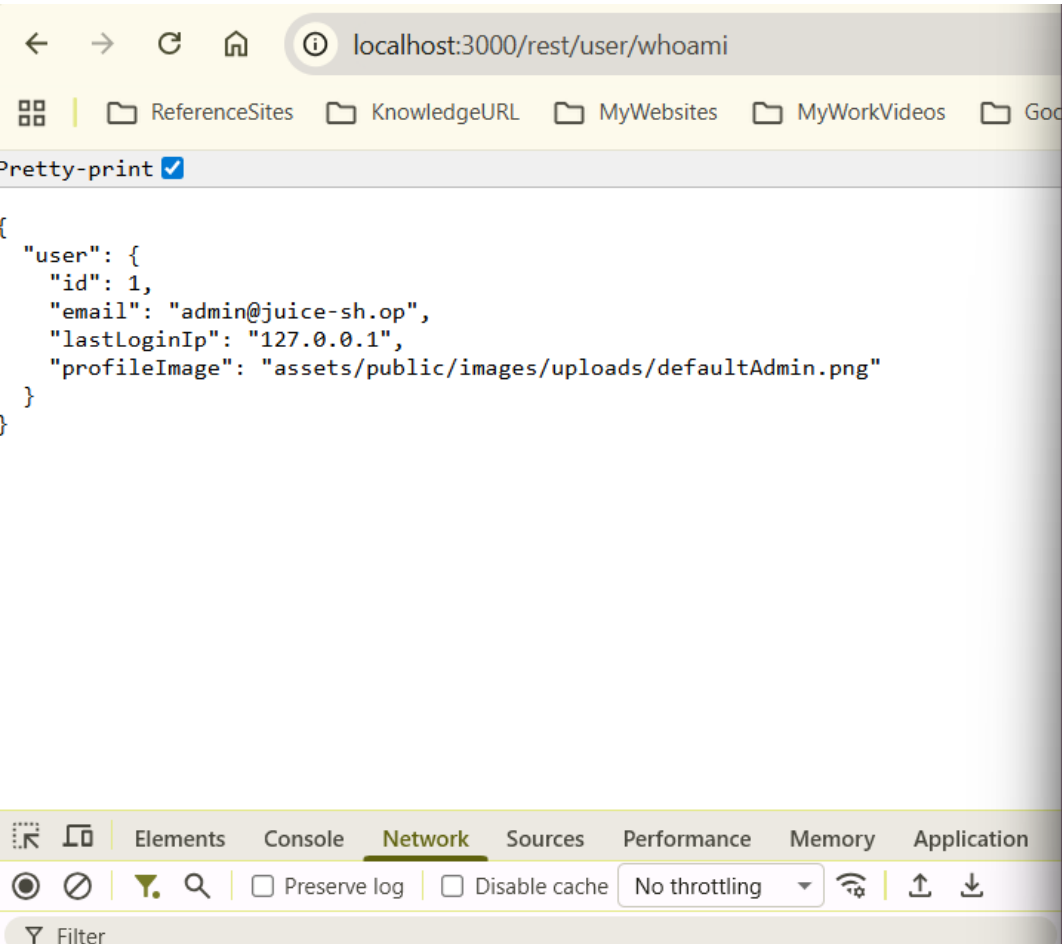 localhost:3000/rest/user/whoami
ReferenceSites KnowledgeURL MyWebsites MyWorkVideos
Pretty-print
{
  "user": {
    "id": 1,
    "email": "admin@juice-sh.op",
    "lastLoginIp": "127.0.0.1",
    "profileImage": "assets/public/images/uploads/defaultAdmin.png"
  }
}
Elements Console Network Sources Performance Memory Application
Preserve log Disable cache No throttling
Filter